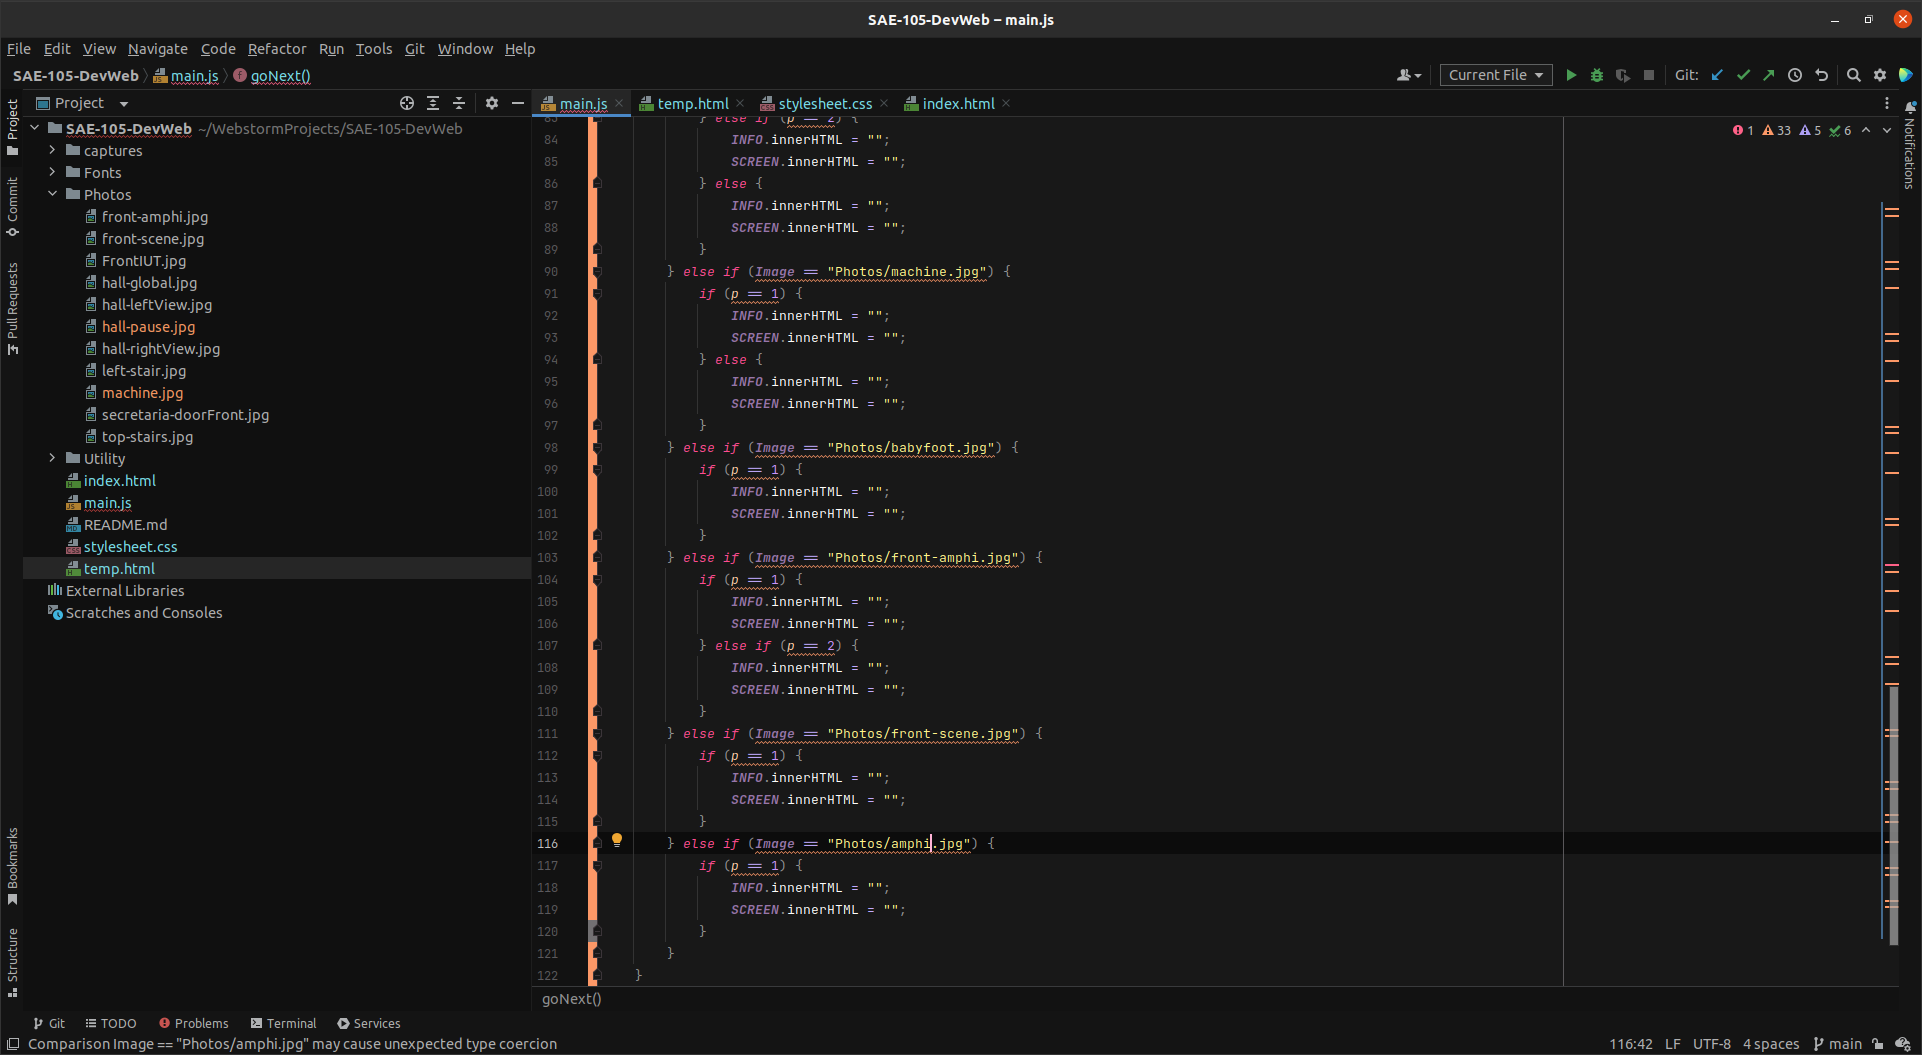 SAE-105-DevWeb – main.js
File Edit View Navigate Code Refactor Run Tools Git Window Help
SAE-105-DevWeb main.js goNext()
Current File Git:
Project
main.js temp.html stylesheet.css index.html
SAE-105-DevWeb ~/WebstormProjects/SAE-105-DevWeb
captures
Fonts
Photos
front-amphi.jpg
front-scene.jpg
FrontIUT.jpg
hall-global.jpg
hall-leftView.jpg
hall-pause.jpg
hall-rightView.jpg
left-stair.jpg
machine.jpg
secretaria-doorFront.jpg
top-stairs.jpg
Utility
index.html
main.js
README.md
stylesheet.css
temp.html
External Libraries
Scratches and Consoles
Project
Commit
Pull Requests
Bookmarks
Structure
1 33 5 6
Notifications
83 } else if (p == 2) {
84 INFO.innerHTML = "";
85 SCREEN.innerHTML = "";
86 } else {
87 INFO.innerHTML = "";
88 SCREEN.innerHTML = "";
89 }
90 } else if (Image == "Photos/machine.jpg") {
91 if (p == 1) {
92 INFO.innerHTML = "";
93 SCREEN.innerHTML = "";
94 } else {
95 INFO.innerHTML = "";
96 SCREEN.innerHTML = "";
97 }
98 } else if (Image == "Photos/babyfoot.jpg") {
99 if (p == 1) {
100 INFO.innerHTML = "";
101 SCREEN.innerHTML = "";
102 }
103 } else if (Image == "Photos/front-amphi.jpg") {
104 if (p == 1) {
105 INFO.innerHTML = "";
106 SCREEN.innerHTML = "";
107 } else if (p == 2) {
108 INFO.innerHTML = "";
109 SCREEN.innerHTML = "";
110 }
111 } else if (Image == "Photos/front-scene.jpg") {
112 if (p == 1) {
113 INFO.innerHTML = "";
114 SCREEN.innerHTML = "";
115 }
116 } else if (Image == "Photos/amphi.jpg") {
117 if (p == 1) {
118 INFO.innerHTML = "";
119 SCREEN.innerHTML = "";
120 }
121 }
122 }
goNext()
Git TODO Problems Terminal Services
Comparison Image == "Photos/amphi.jpg" may cause unexpected type coercion
116:42 LF UTF-8 4 spaces main